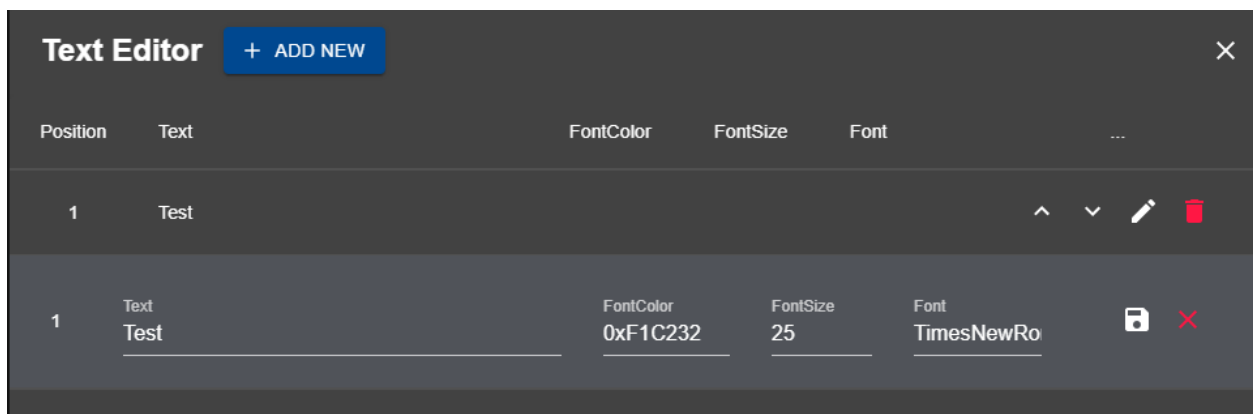 Text Editor + ADD NEW
Position Text FontColor FontSize Font ...
1 Test
Text FontColor FontSize Font
1 Test 0xF1C232 25 TimesNewRo